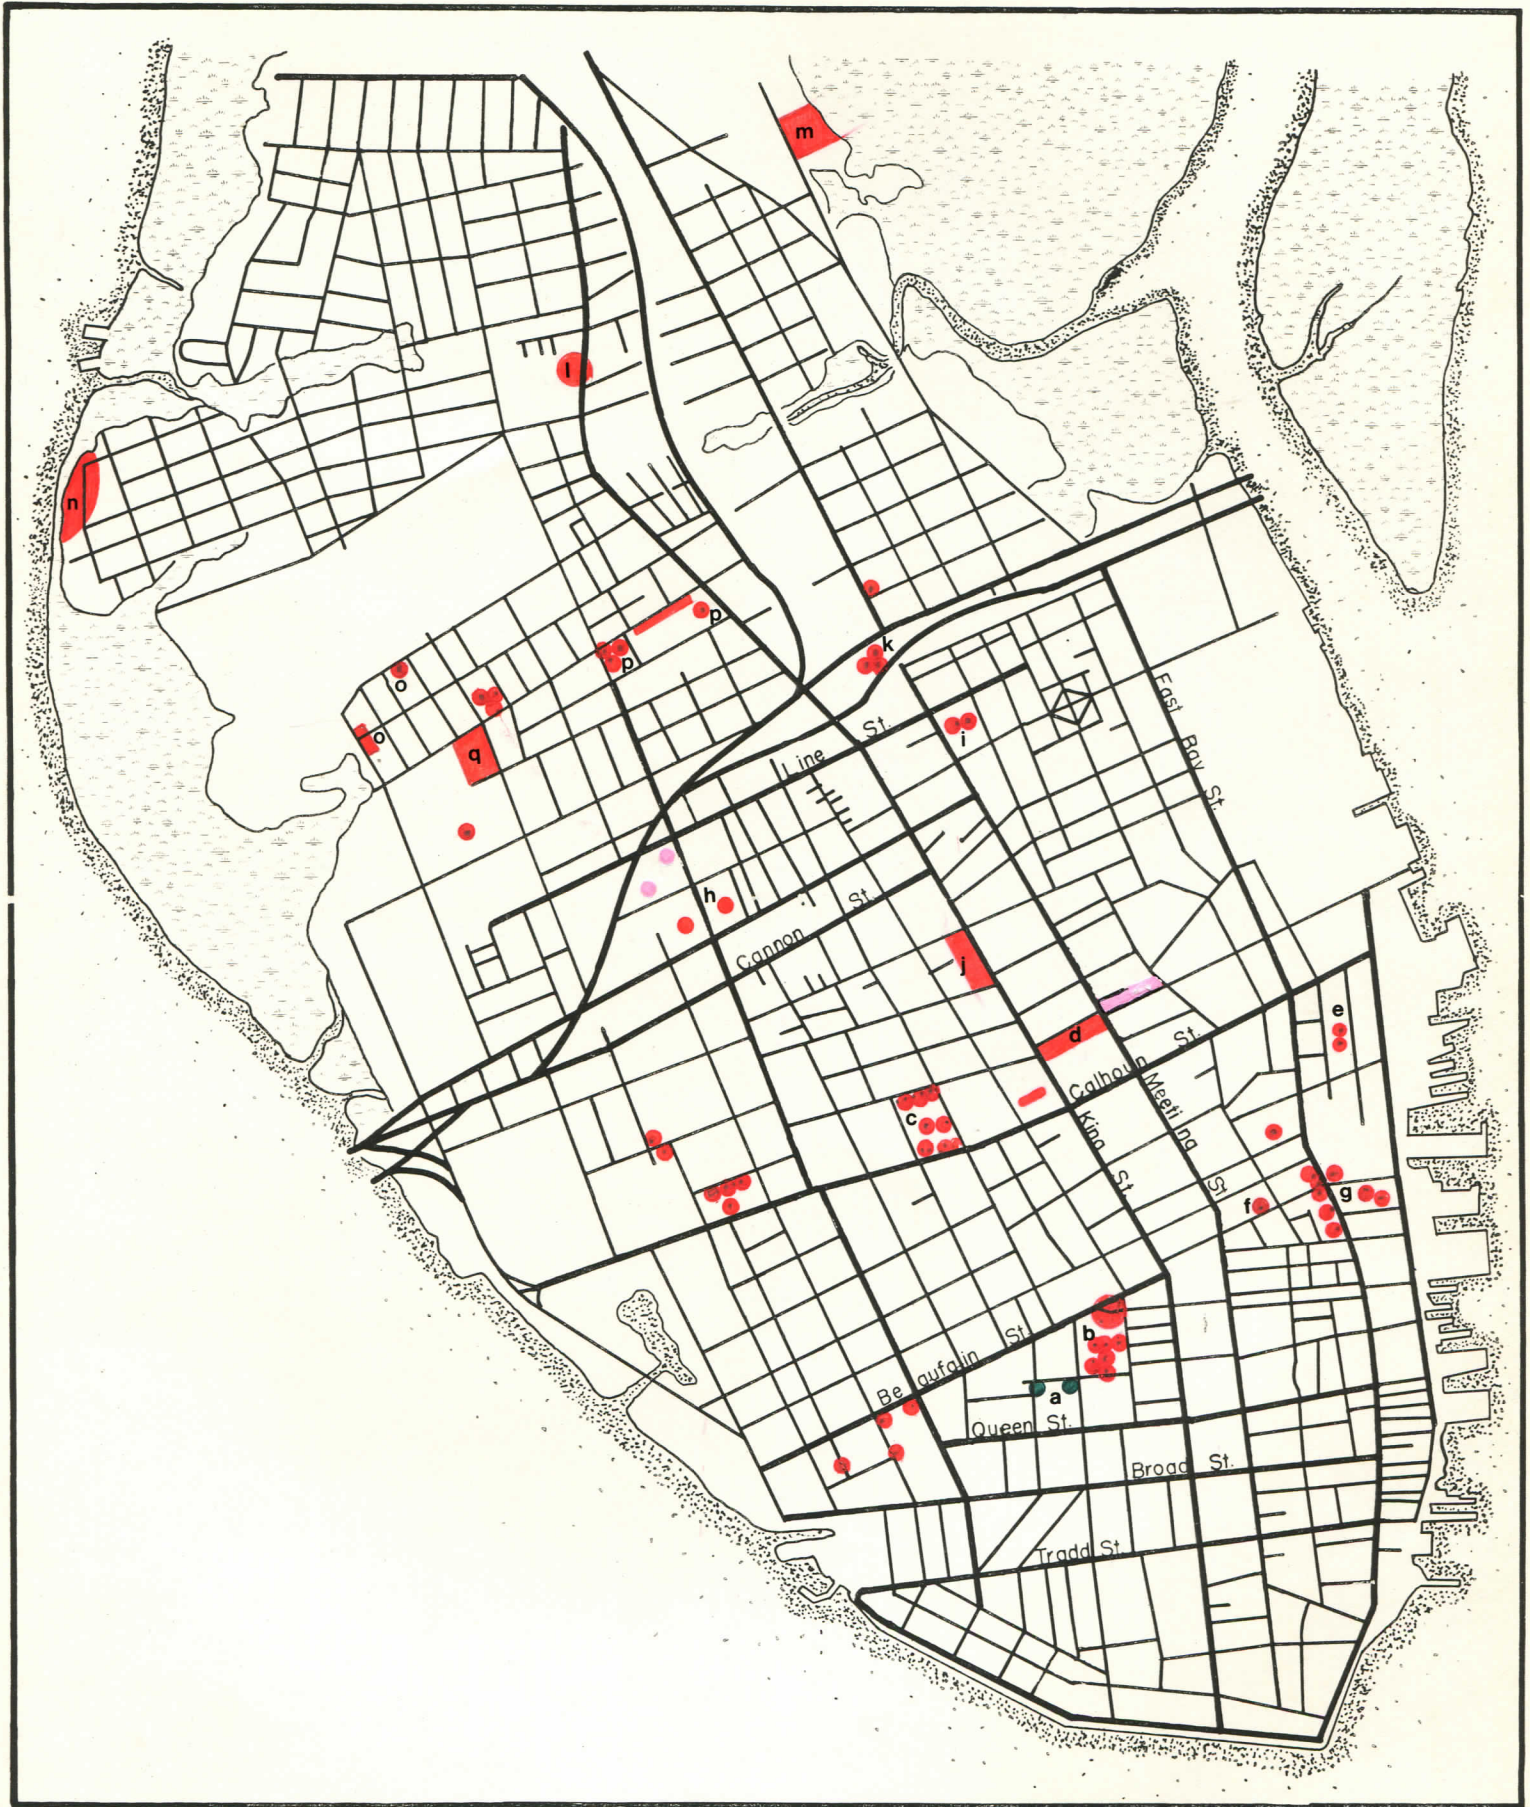 m
l
n
k
p
p
o
o
i
q
East Bay St.
Line St.
h
Cannon St.
j
e
d
Calhoun St.
c
King St.
Meeting St.
f
g
b
Beaufain St.
a
Queen St.
Broad St.
Tradd St.